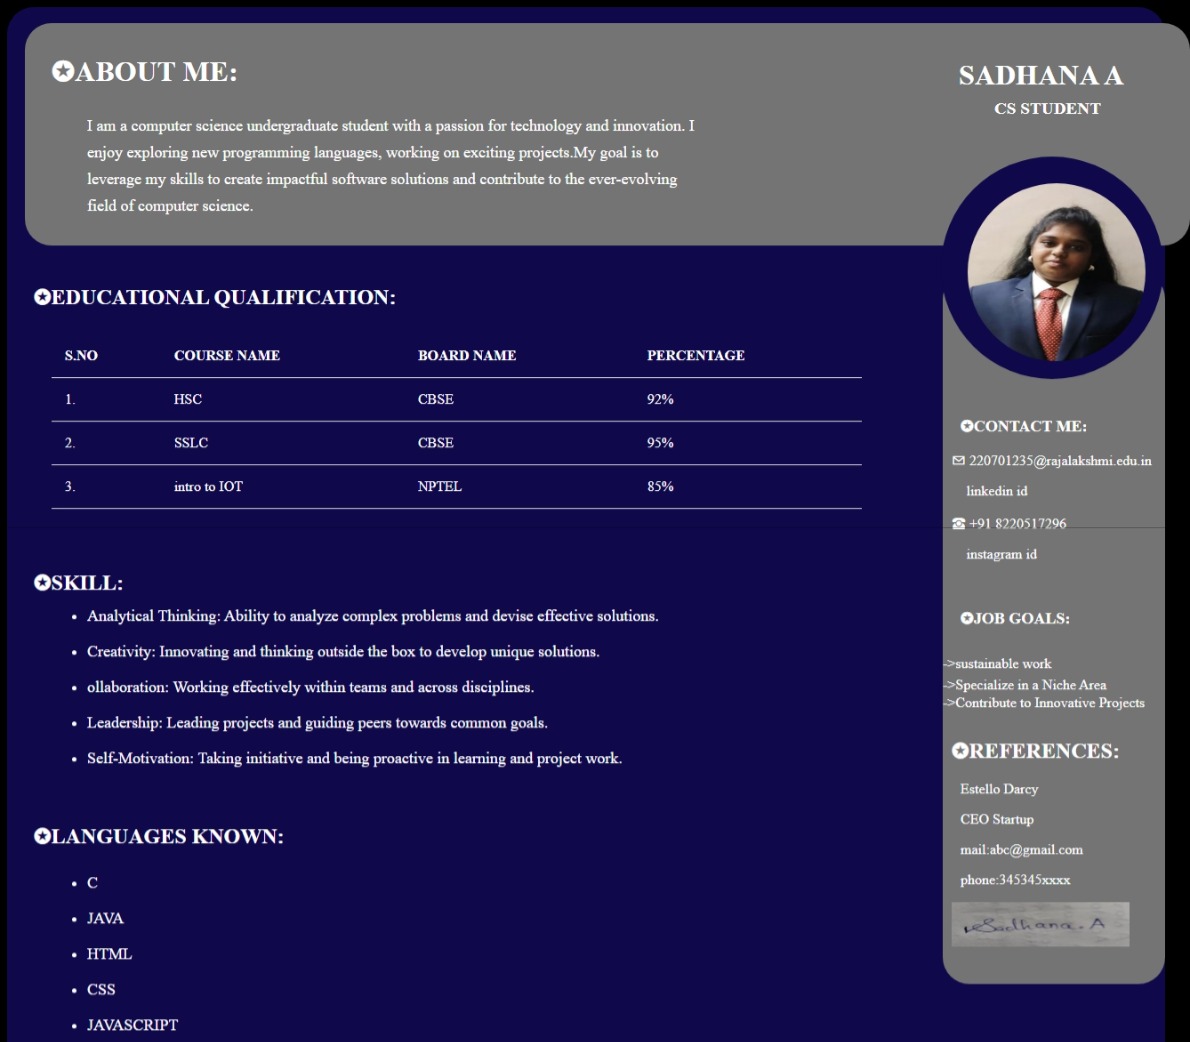 ✪ABOUT ME:
I am a computer science undergraduate student with a passion for technology and innovation. I
enjoy exploring new programming languages, working on exciting projects.My goal is to
leverage my skills to create impactful software solutions and contribute to the ever-evolving
field of computer science.
SADHANA A
CS STUDENT
✪EDUCATIONAL QUALIFICATION:
S.NO COURSE NAME BOARD NAME PERCENTAGE
1. HSC CBSE 92%
2. SSLC CBSE 95%
3. intro to IOT NPTEL 85%
✪SKILL:
• Analytical Thinking: Ability to analyze complex problems and devise effective solutions.
• Creativity: Innovating and thinking outside the box to develop unique solutions.
• ollaboration: Working effectively within teams and across disciplines.
• Leadership: Leading projects and guiding peers towards common goals.
• Self-Motivation: Taking initiative and being proactive in learning and project work.
✪LANGUAGES KNOWN:
• C
• JAVA
• HTML
• CSS
• JAVASCRIPT
✪CONTACT ME:
🖂 220701235@rajalakshmi.edu.in
linkedin id
☎ +91 8220517296
instagram id
✪JOB GOALS:
->sustainable work
->Specialize in a Niche Area
->Contribute to Innovative Projects
✪REFERENCES:
Estello Darcy
CEO Startup
mail:abc@gmail.com
phone:345345xxxx
Sadhana. A